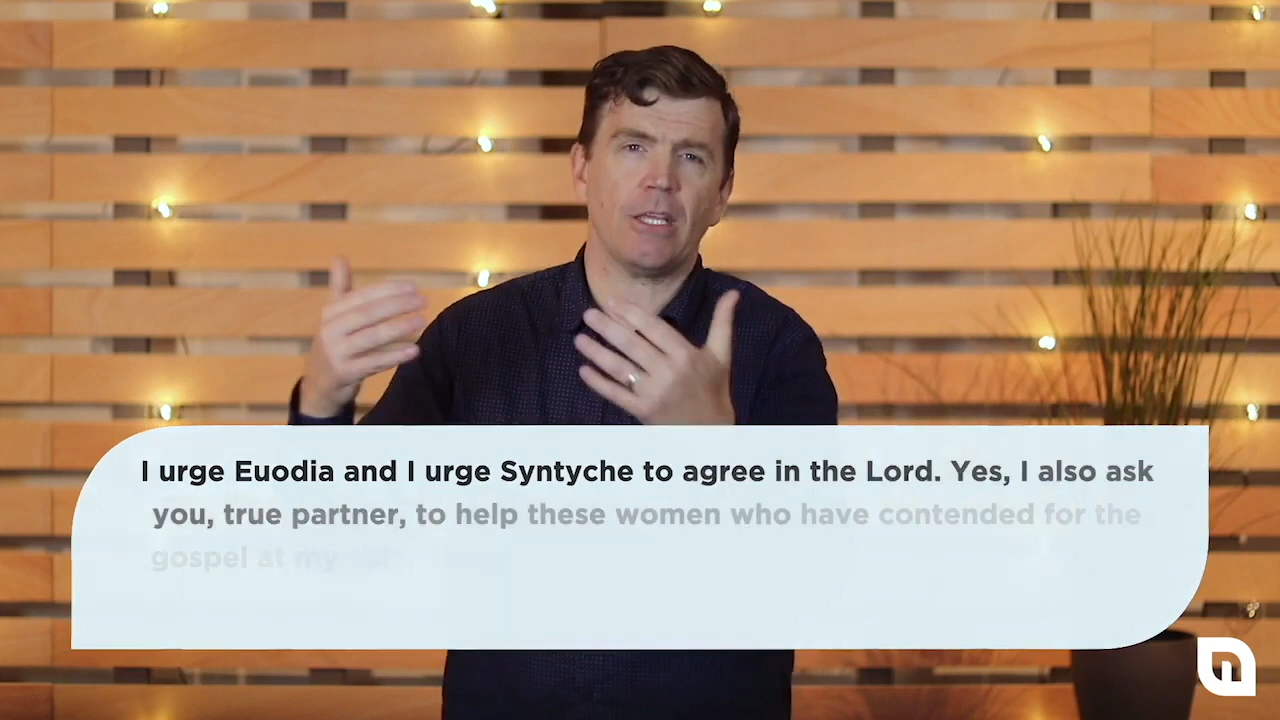 I urge Euodia and I urge Syntyche to agree in the Lord. Yes, I also ask
you, true partner, to help these women who have contended for the
gospel at my